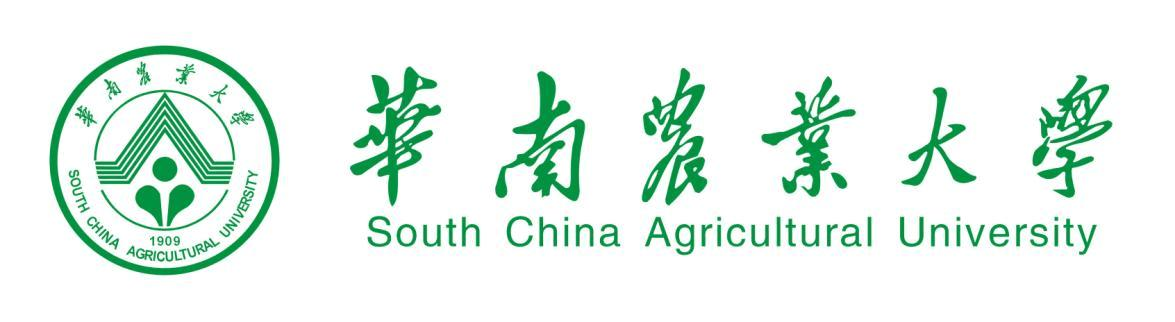 華南農業大學
1909
SOUTH CHINA AGRICULTURAL UNIVERSITY
華南農業大學
South China Agricultural University